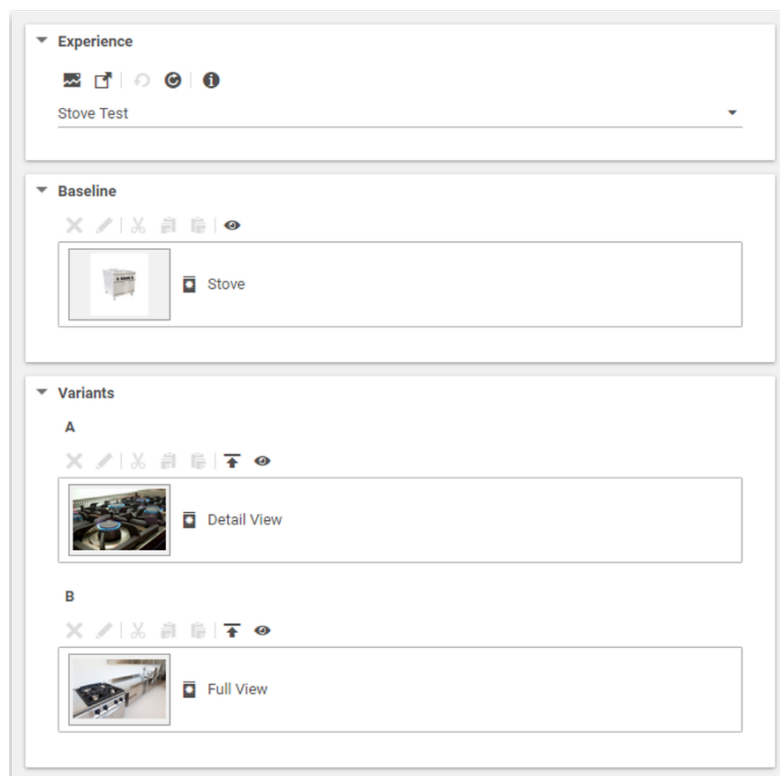 Experience
Stove Test
Baseline
Stove
Variants
A
Detail View
B
Full View